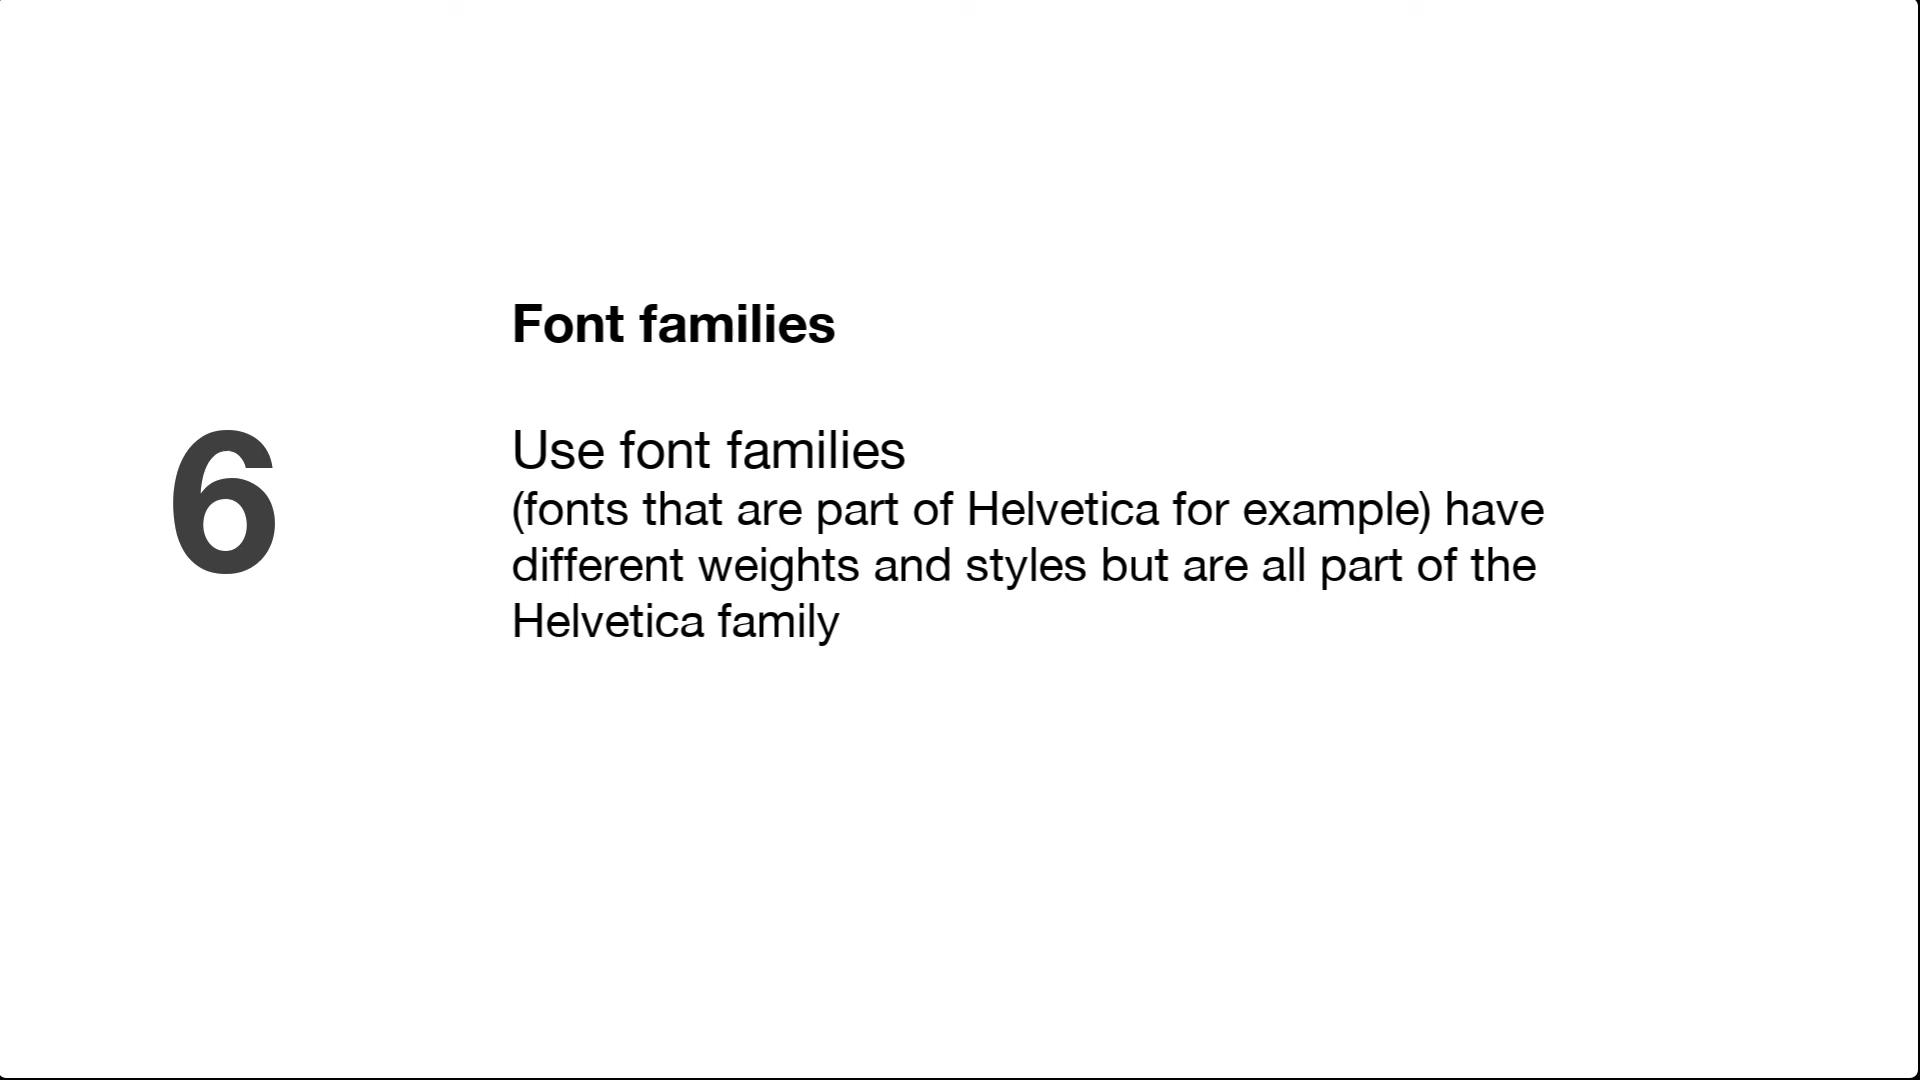 Font families
6
Use font families
(fonts that are part of Helvetica for example) have
different weights and styles but are all part of the
Helvetica family